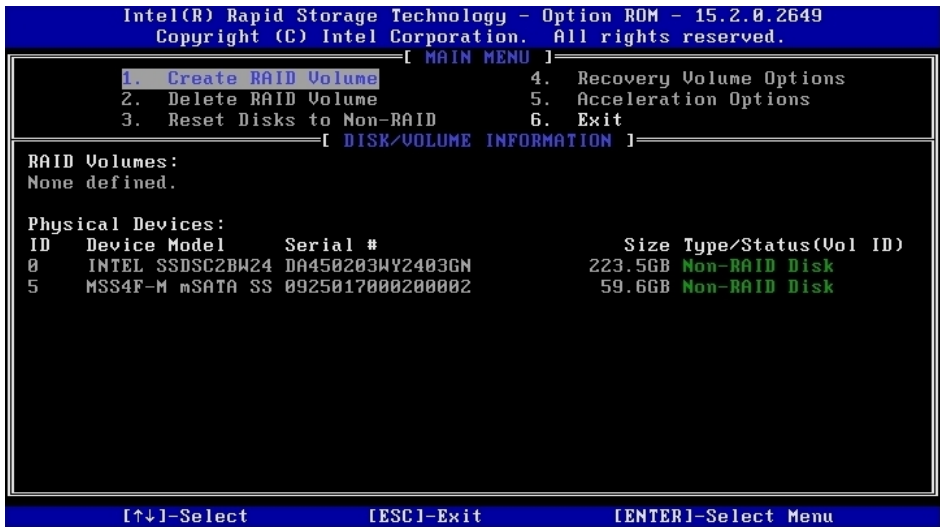 Intel(R) Rapid Storage Technology - Option ROM - 15.2.0.2649
Copyright (C) Intel Corporation. All rights reserved.
[ MAIN MENU ]
1. Create RAID Volume 4. Recovery Volume Options
2. Delete RAID Volume 5. Acceleration Options
3. Reset Disks to Non-RAID 6. Exit
[ DISK/VOLUME INFORMATION ]
RAID Volumes:
None defined.
Physical Devices:
ID Device Model Serial # Size Type/Status(Vol ID)
0 INTEL SSDSC2BW24 DA450203WY2403GN 223.5GB Non-RAID Disk
5 MSS4F-M mSATA SS 0925017000200002 59.6GB Non-RAID Disk
[↑↓]-Select [ESC]-Exit [ENTER]-Select Menu